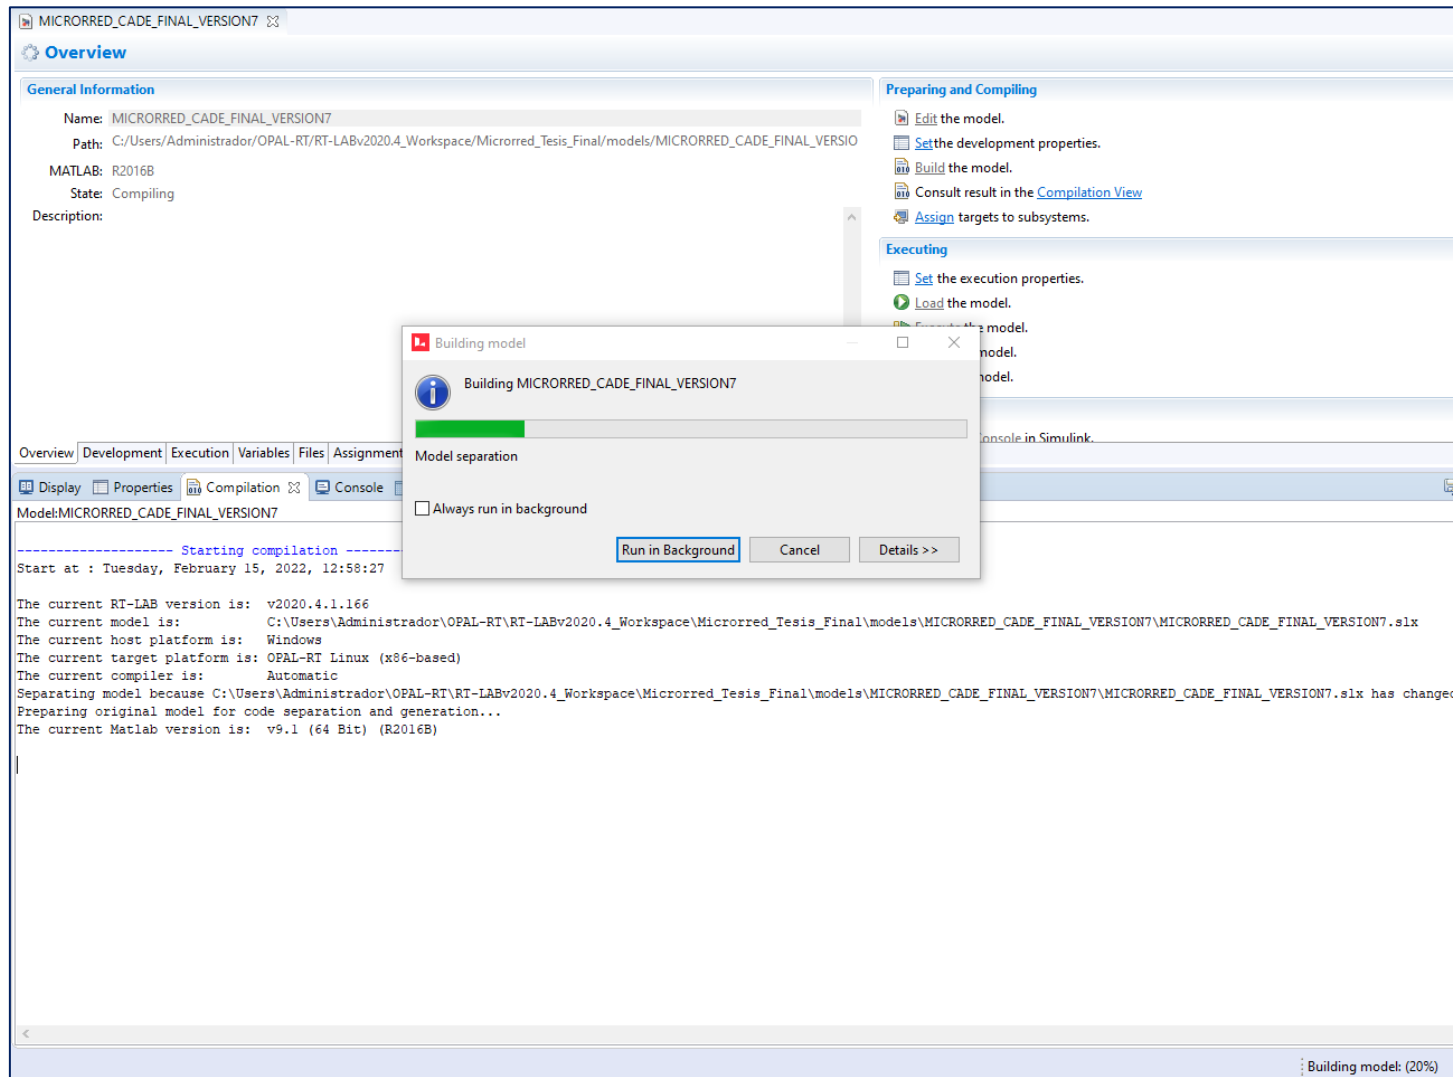 MICRORRED_CADE_FINAL_VERSION7
Overview
General Information
Name: MICRORRED_CADE_FINAL_VERSION7
Path: C:/Users/Administrador/OPAL-RT/RT-LABv2020.4_Workspace/Microrred_Tesis_Final/models/MICRORRED_CADE_FINAL_VERSIO
MATLAB: R2016B
State: Compiling
Description:
Preparing and Compiling
Edit the model.
Set the development properties.
Build the model.
Consult result in the Compilation View
Assign targets to subsystems.
Executing
Set the execution properties.
Load the model.
Execute the model.
model.
model.
Console in Simulink.
Building model
Building MICRORRED_CADE_FINAL_VERSION7
Model separation
Always run in background
Run in Background Cancel Details >>
Overview Development Execution Variables Files Assignment
Display Properties Compilation Console
Model:MICRORRED_CADE_FINAL_VERSION7
-------------------- Starting compilation -------
Start at : Tuesday, February 15, 2022, 12:58:27
The current RT-LAB version is: v2020.4.1.166
The current model is: C:\Users\Administrador\OPAL-RT\RT-LABv2020.4_Workspace\Microrred_Tesis_Final\models\MICRORRED_CADE_FINAL_VERSION7\MICRORRED_CADE_FINAL_VERSION7.slx
The current host platform is: Windows
The current target platform is: OPAL-RT Linux (x86-based)
The current compiler is: Automatic
Separating model because C:\Users\Administrador\OPAL-RT\RT-LABv2020.4_Workspace\Microrred_Tesis_Final\models\MICRORRED_CADE_FINAL_VERSION7\MICRORRED_CADE_FINAL_VERSION7.slx has changed
Preparing original model for code separation and generation...
The current Matlab version is: v9.1 (64 Bit) (R2016B)
Building model: (20%)